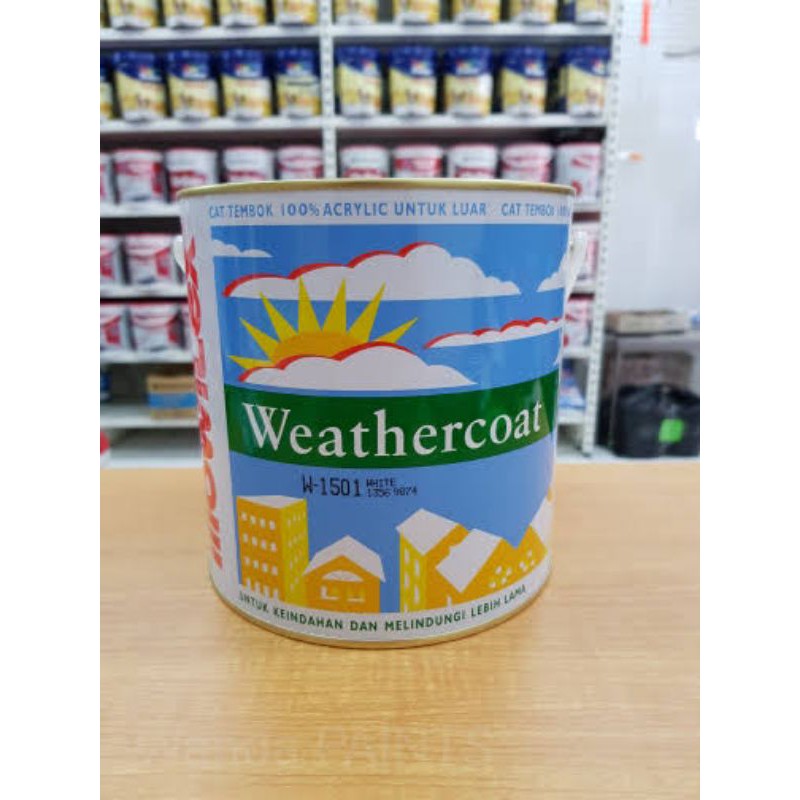 CAT TEMBOK 100% ACRYLIC UNTUK LUAR CAT TEMBOK
Weathercoat
W-1501 WHITE
1356 9074
UNTUK KEINDAHAN DAN MELINDUNGI LEBIH LAMA